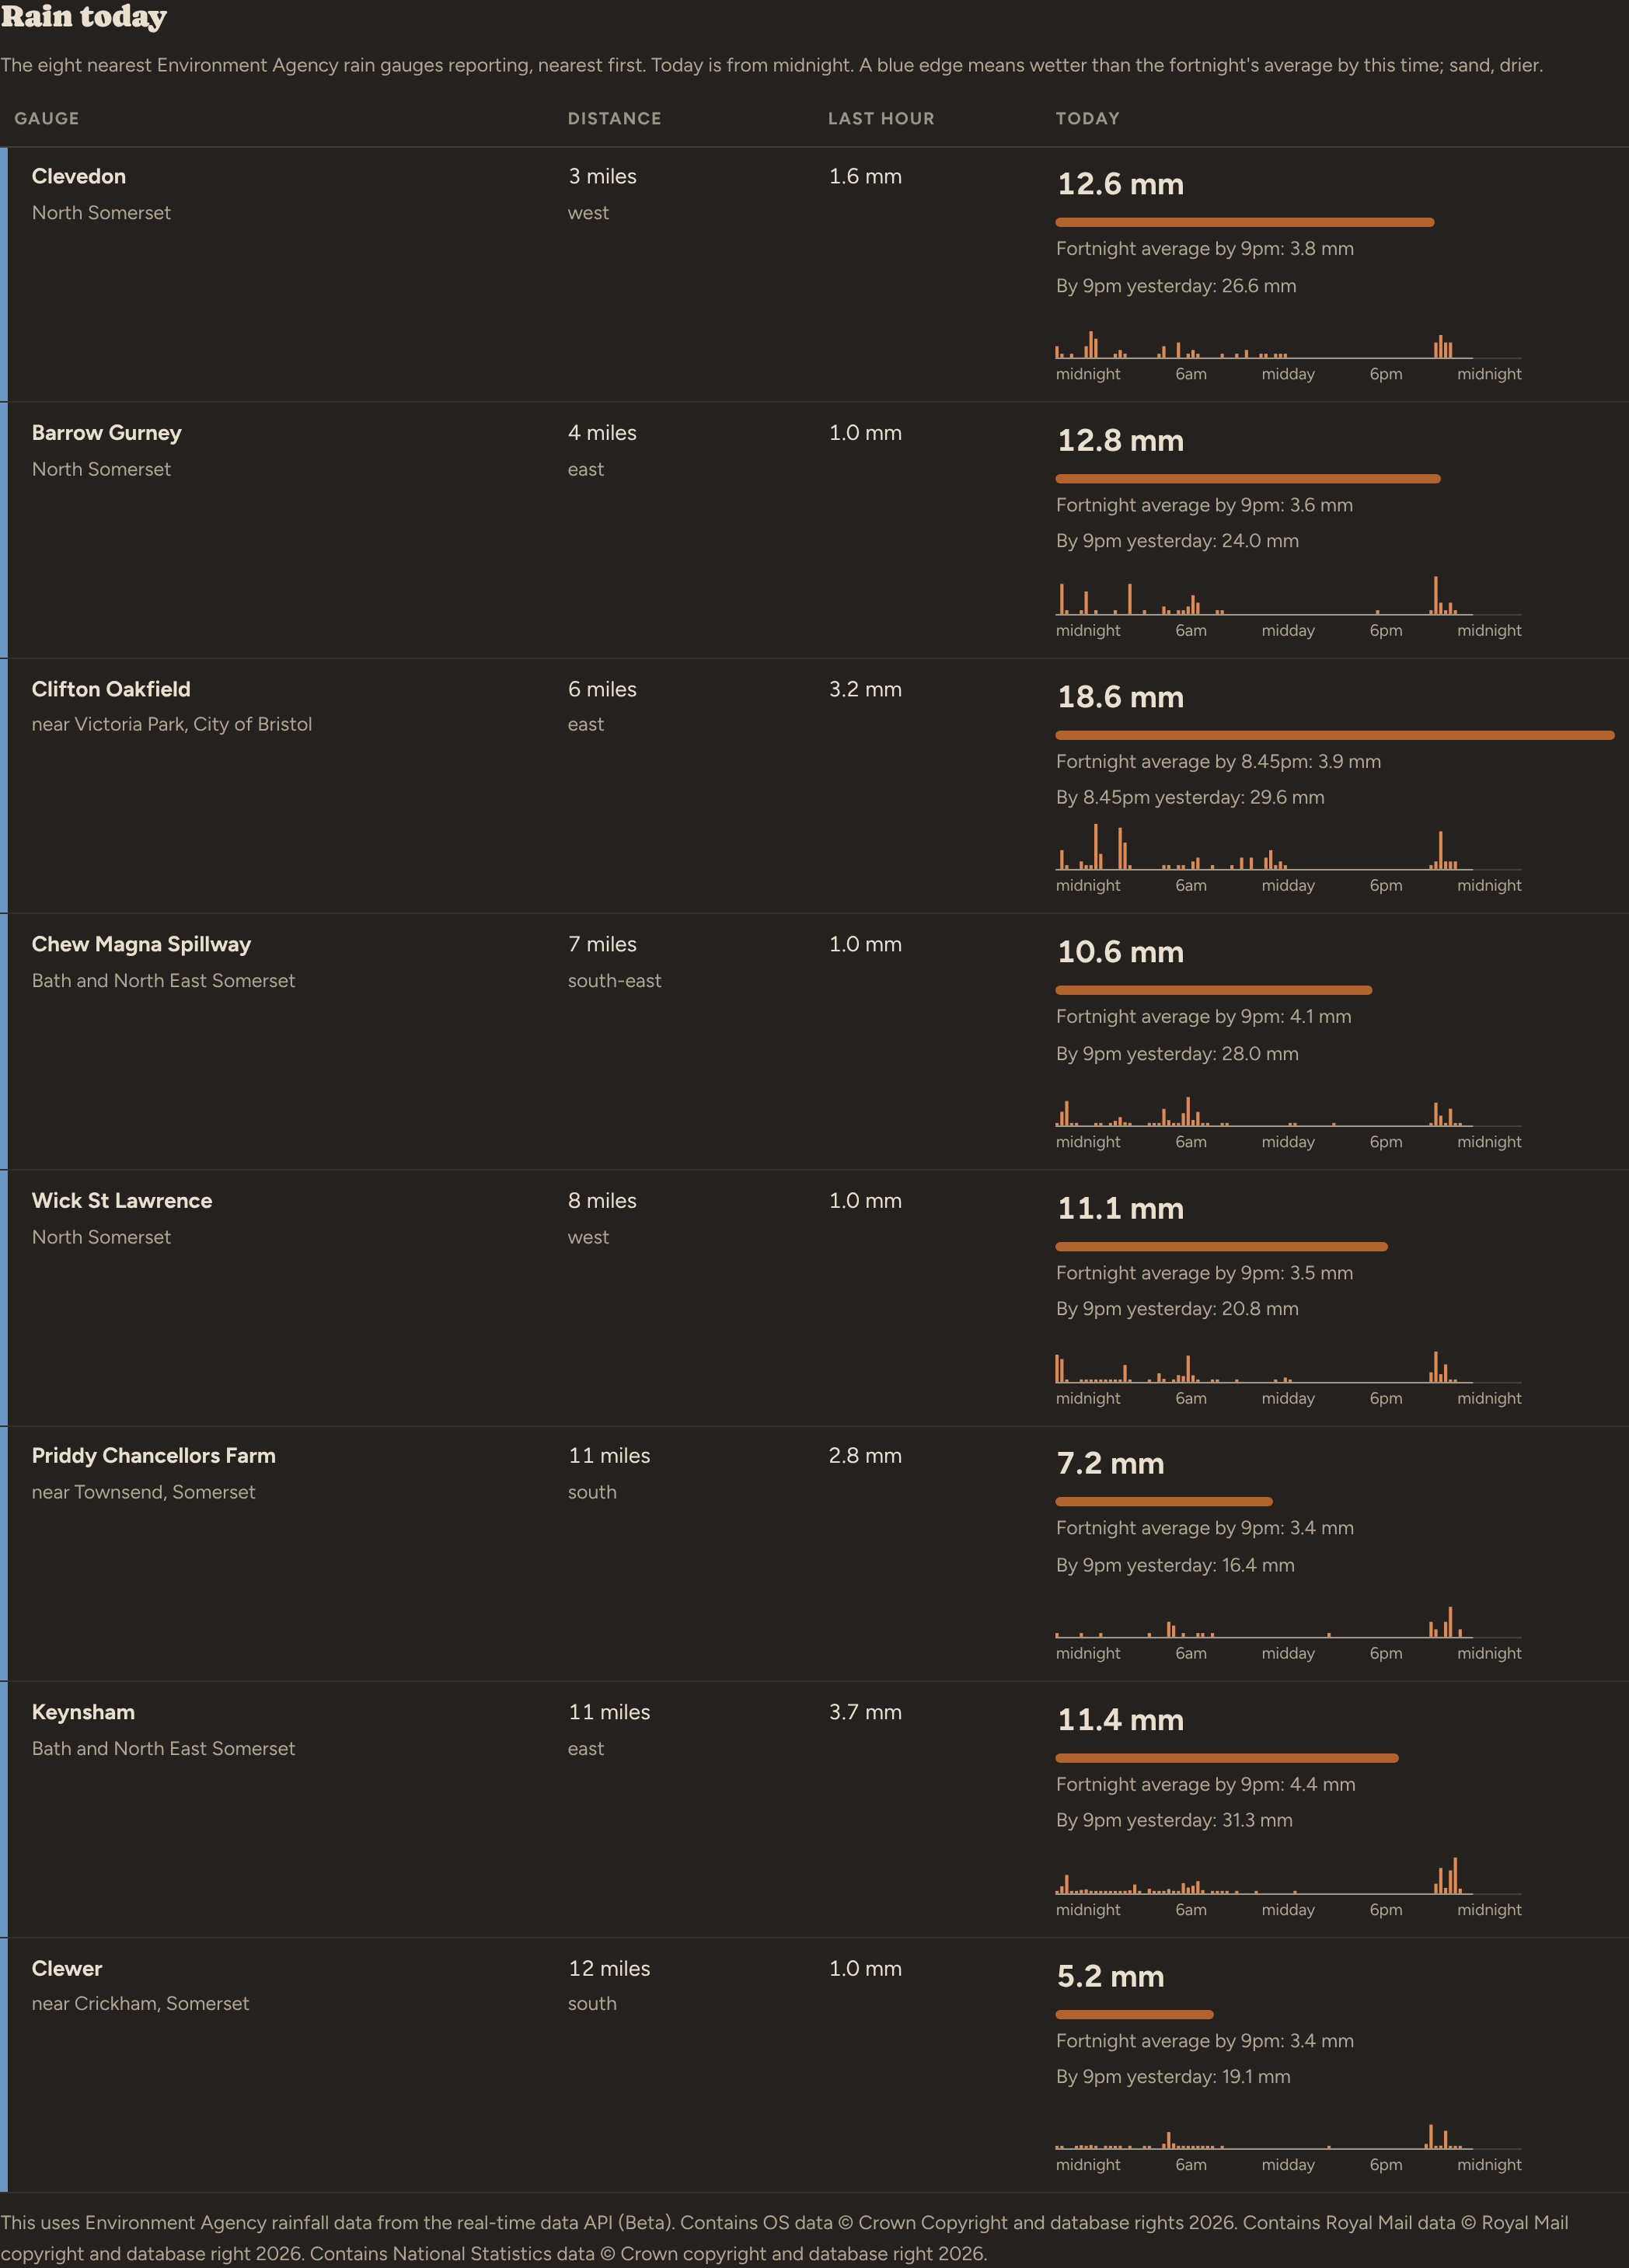 Rain today
The eight nearest Environment Agency rain gauges reporting, nearest first. Today is from midnight. A blue edge means wetter than the fortnight's average by this time; sand, drier.
GAUGE DISTANCE LAST HOUR TODAY
Clevedon 3 miles 1.6 mm 12.6 mm
North Somerset west
Fortnight average by 9pm: 3.8 mm
By 9pm yesterday: 26.6 mm
midnight 6am midday 6pm midnight
Barrow Gurney 4 miles 1.0 mm 12.8 mm
North Somerset east
Fortnight average by 9pm: 3.6 mm
By 9pm yesterday: 24.0 mm
midnight 6am midday 6pm midnight
Clifton Oakfield 6 miles 3.2 mm 18.6 mm
near Victoria Park, City of Bristol east
Fortnight average by 8.45pm: 3.9 mm
By 8.45pm yesterday: 29.6 mm
midnight 6am midday 6pm midnight
Chew Magna Spillway 7 miles 1.0 mm 10.6 mm
Bath and North East Somerset south-east
Fortnight average by 9pm: 4.1 mm
By 9pm yesterday: 28.0 mm
midnight 6am midday 6pm midnight
Wick St Lawrence 8 miles 1.0 mm 11.1 mm
North Somerset west
Fortnight average by 9pm: 3.5 mm
By 9pm yesterday: 20.8 mm
midnight 6am midday 6pm midnight
Priddy Chancellors Farm 11 miles 2.8 mm 7.2 mm
near Townsend, Somerset south
Fortnight average by 9pm: 3.4 mm
By 9pm yesterday: 16.4 mm
midnight 6am midday 6pm midnight
Keynsham 11 miles 3.7 mm 11.4 mm
Bath and North East Somerset east
Fortnight average by 9pm: 4.4 mm
By 9pm yesterday: 31.3 mm
midnight 6am midday 6pm midnight
Clewer 12 miles 1.0 mm 5.2 mm
near Crickham, Somerset south
Fortnight average by 9pm: 3.4 mm
By 9pm yesterday: 19.1 mm
midnight 6am midday 6pm midnight
This uses Environment Agency rainfall data from the real-time data API (Beta). Contains OS data © Crown Copyright and database rights 2026. Contains Royal Mail data © Royal Mail
copyright and database right 2026. Contains National Statistics data © Crown copyright and database right 2026.